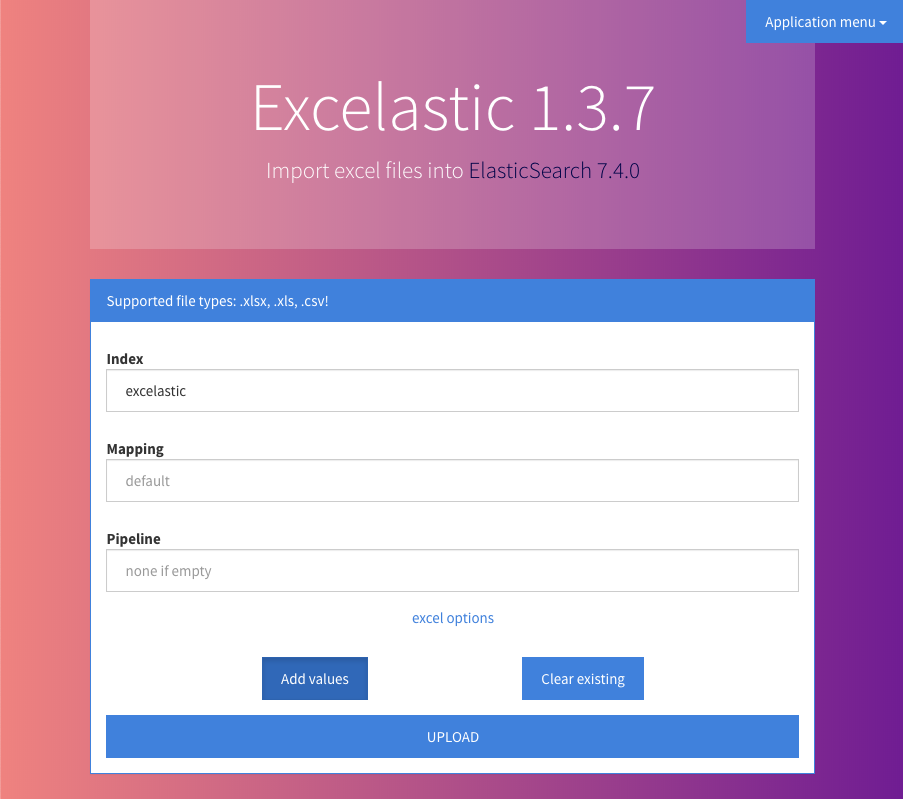 Application menu
Excelastic 1.3.7
Import excel files into ElasticSearch 7.4.0
Supported file types: .xlsx, .xls, .csv!
Index
excelastic
Mapping
default
Pipeline
none if empty
excel options
Add values
Clear existing
UPLOAD